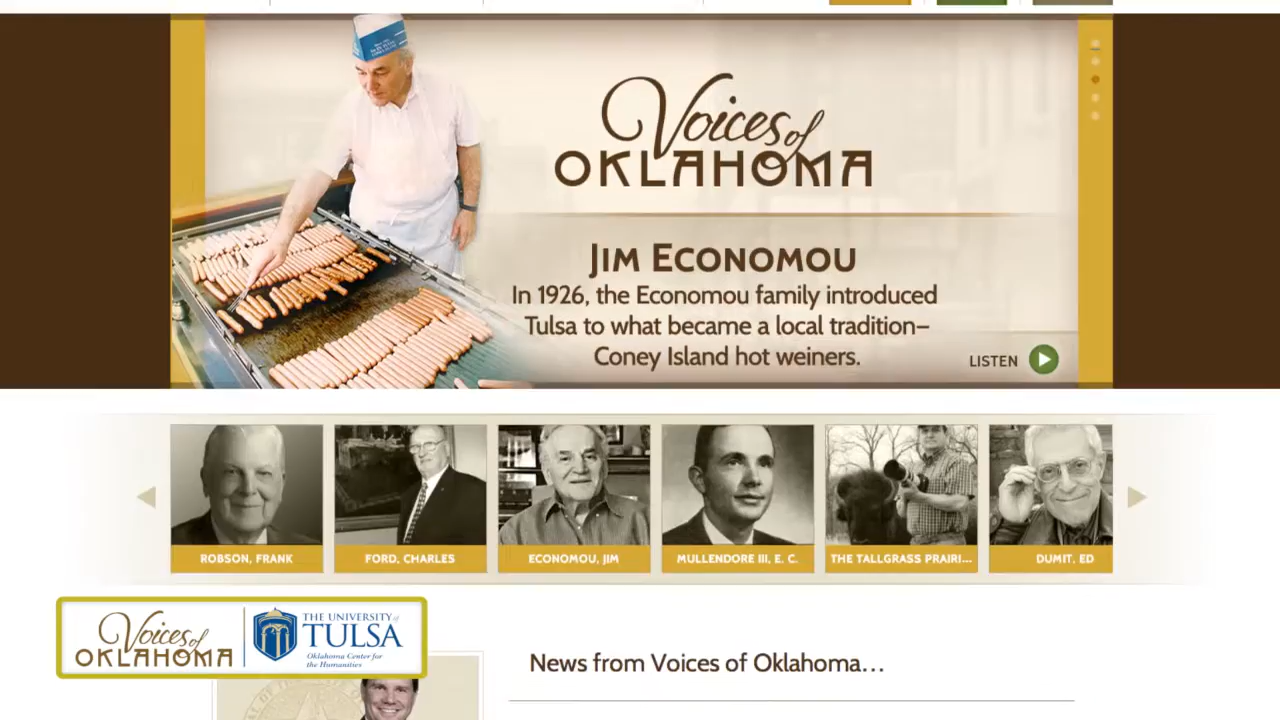 Voices of
OKLAHOMA
JIM ECONOMOU
In 1926, the Economou family introduced
Tulsa to what became a local tradition–
Coney Island hot weiners.
LISTEN
ROBSON, FRANK
FORD, CHARLES
ECONOMOU, JIM
MULLENDORE III, E. C.
THE TALLGRASS PRAIRI...
DUMIT, ED
Voices of
OKLAHOMA
THE UNIVERSITY of
TULSA
Oklahoma Center for
the Humanities
News from Voices of Oklahoma...